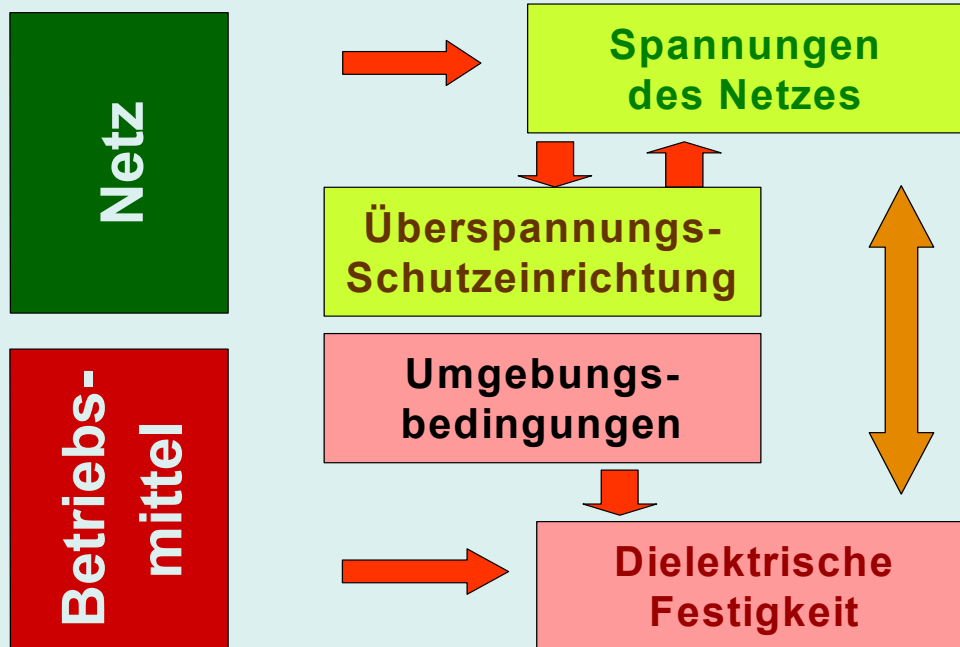 Netz
Spannungen
des Netzes
Überspannungs-
Schutzeinrichtung
Umgebungs-
bedingungen
Betriebs-
mittel
Dielektrische
Festigkeit